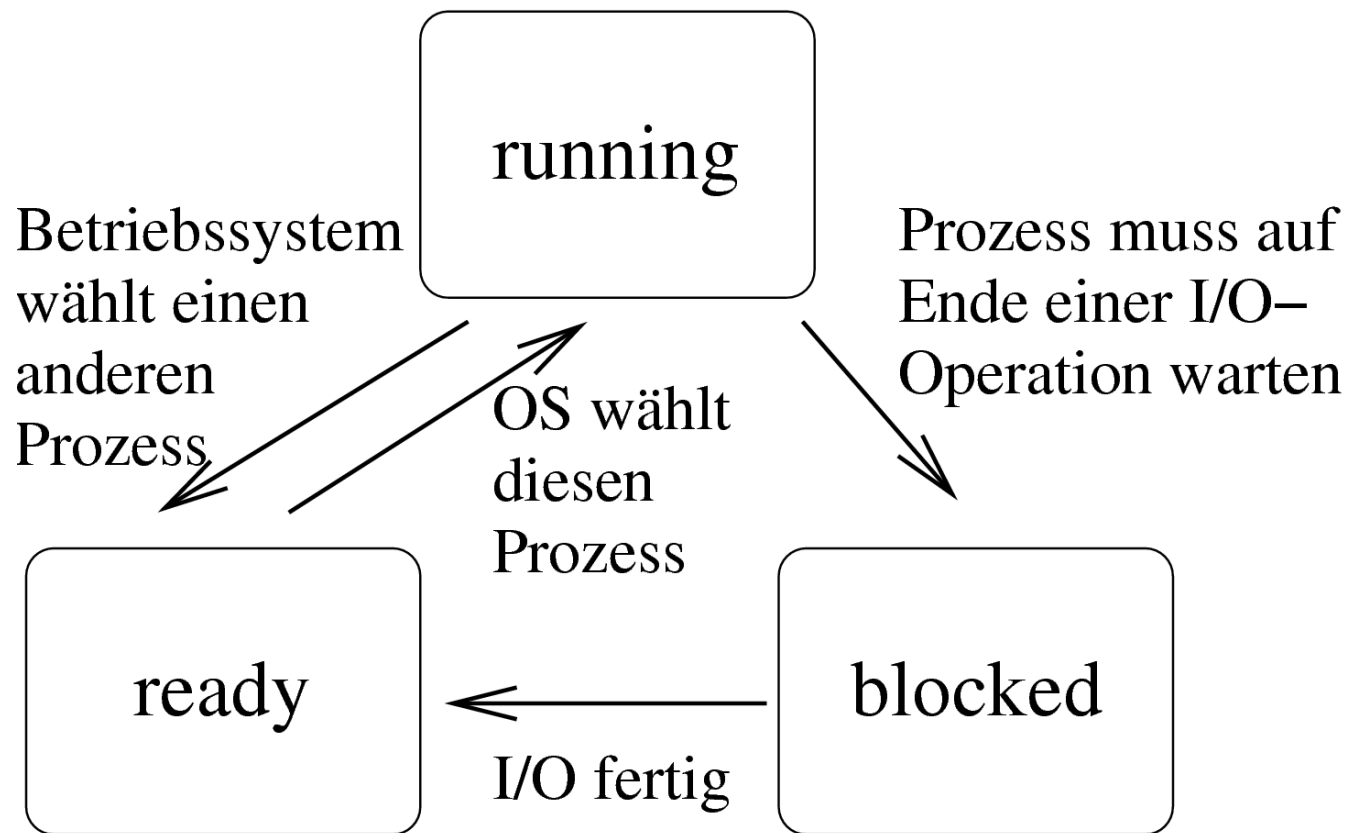 running
Betriebssystem
wählt einen
anderen
Prozess
Prozess muss auf
Ende einer I/O–
Operation warten
OS wählt
diesen
Prozess
ready
blocked
I/O fertig